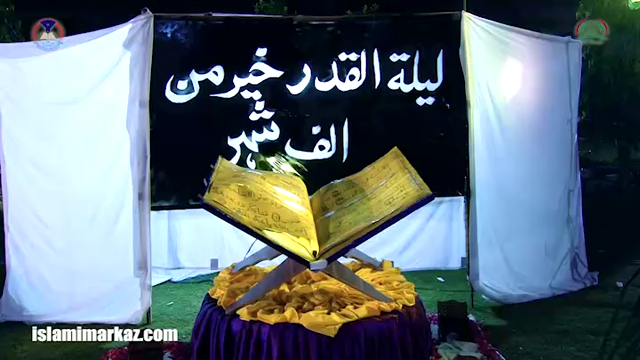 ليلة القدر خير من
الف شهر
islamimarkaz.com